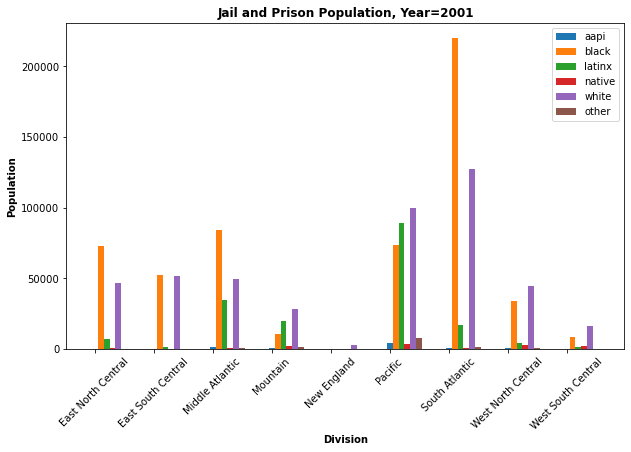 Jail and Prison Population, Year=2001
aapi
black
latinx
native
white
other
200000
150000
100000
50000
0
Population
East North Central
East South Central
Middle Atlantic
Mountain
New England
Pacific
South Atlantic
West North Central
West South Central
Division